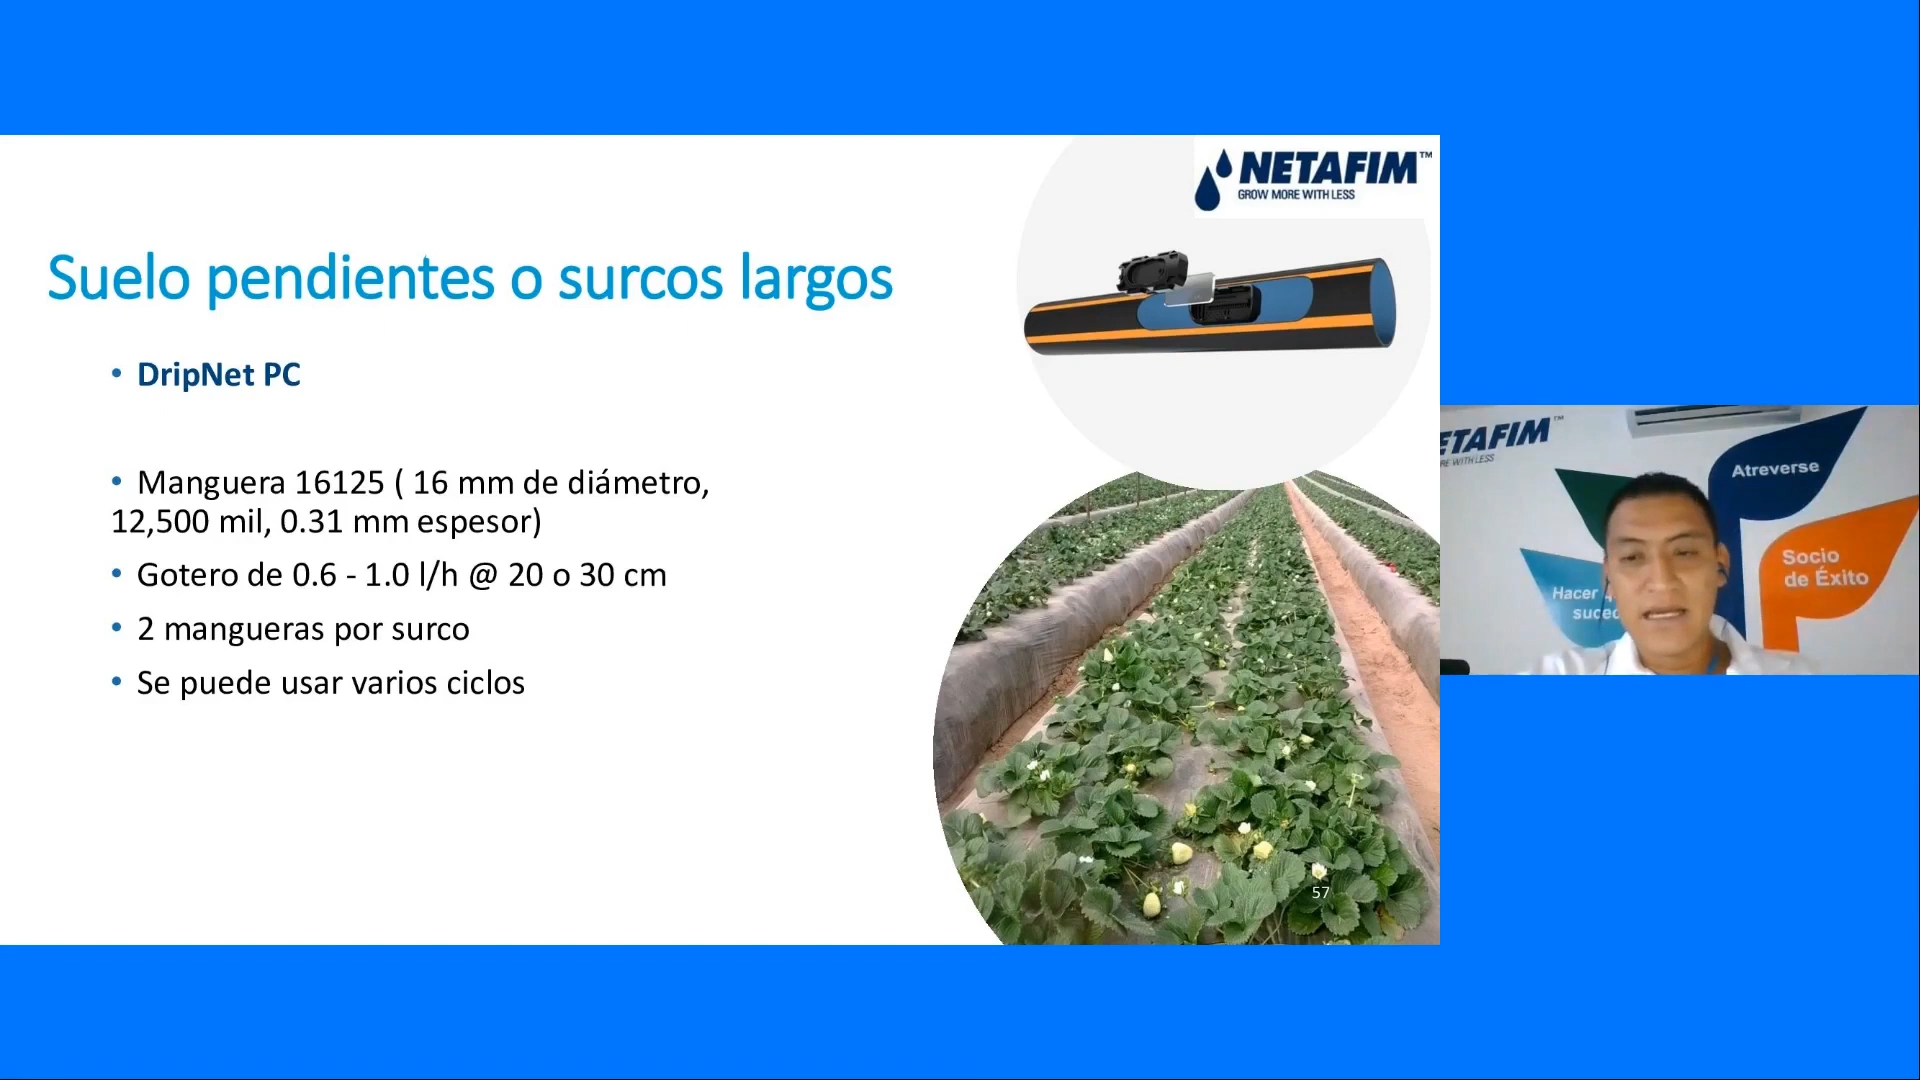 NETAFIM™
GROW MORE WITH LESS
Suelo pendientes o surcos largos
• DripNet PC
• Manguera 16125 ( 16 mm de diámetro,
12,500 mil, 0.31 mm espesor)
• Gotero de 0.6 - 1.0 l/h @ 20 o 30 cm
• 2 mangueras por surco
• Se puede usar varios ciclos
57
ETAFIM™
RE WITH LESS
Atreverse
Socio
de Éxito
Hacer
suced